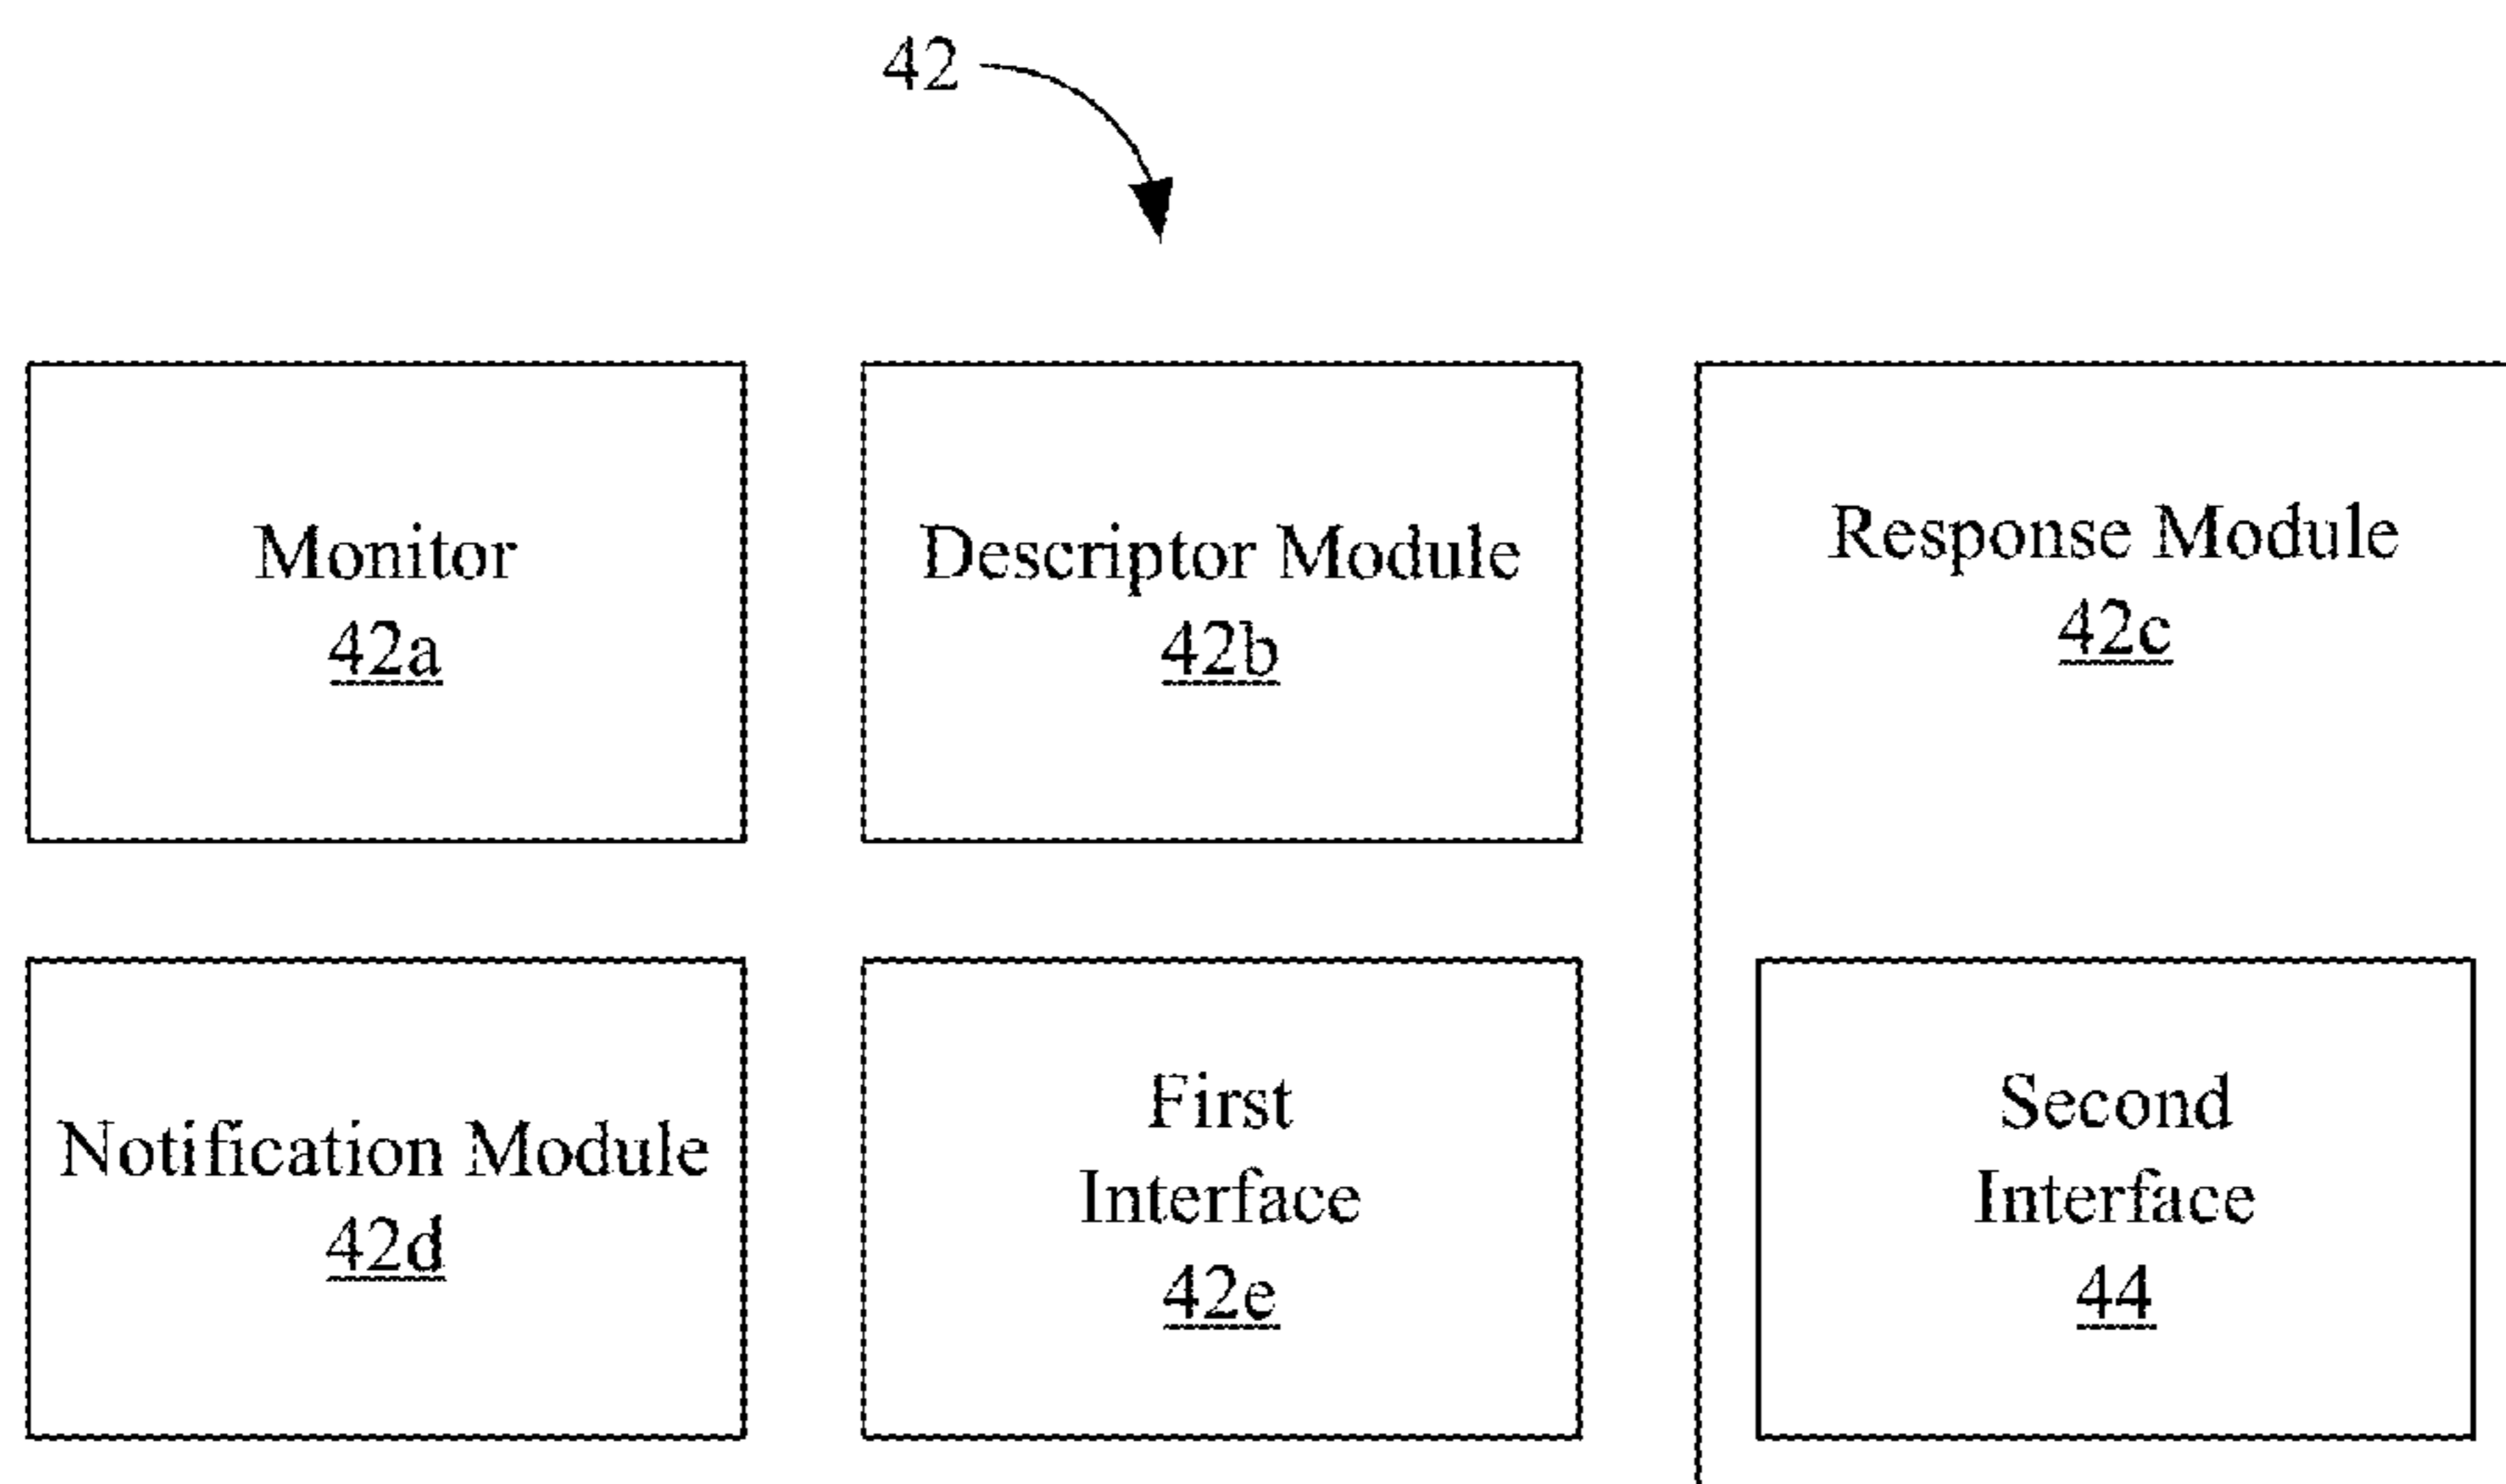 42
Monitor
42a
Descriptor Module
42b
Response Module
42c
Notification Module
42d
First
Interface
42e
Second
Interface
44